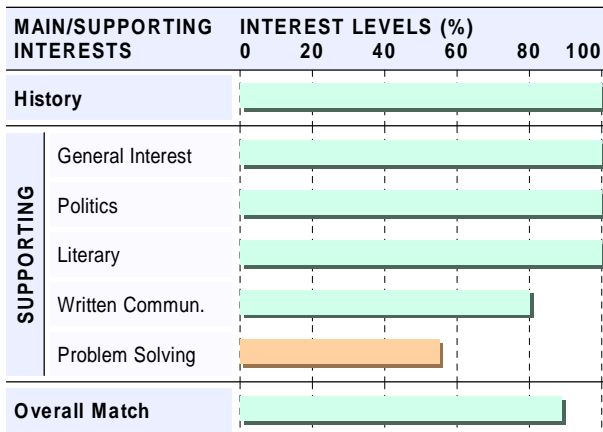 MAIN/SUPPORTING INTERESTS
INTEREST LEVELS (%)
0 20 40 60 80 100
History
SUPPORTING
General Interest
Politics
Literary
Written Commun.
Problem Solving
Overall Match